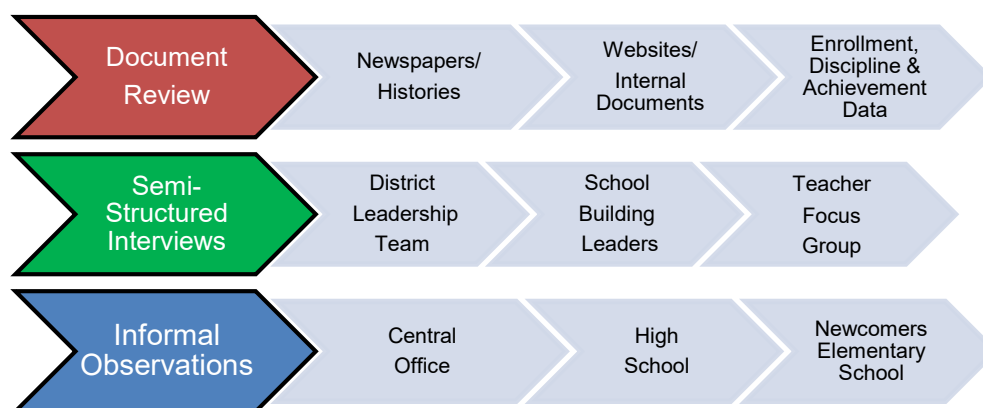 Document
Review
Newspapers/
Histories
Websites/
Internal
Documents
Enrollment,
Discipline &
Achievement
Data
Semi-
Structured
Interviews
District
Leadership
Team
School
Building
Leaders
Teacher
Focus
Group
Informal
Observations
Central
Office
High
School
Newcomers
Elementary
School